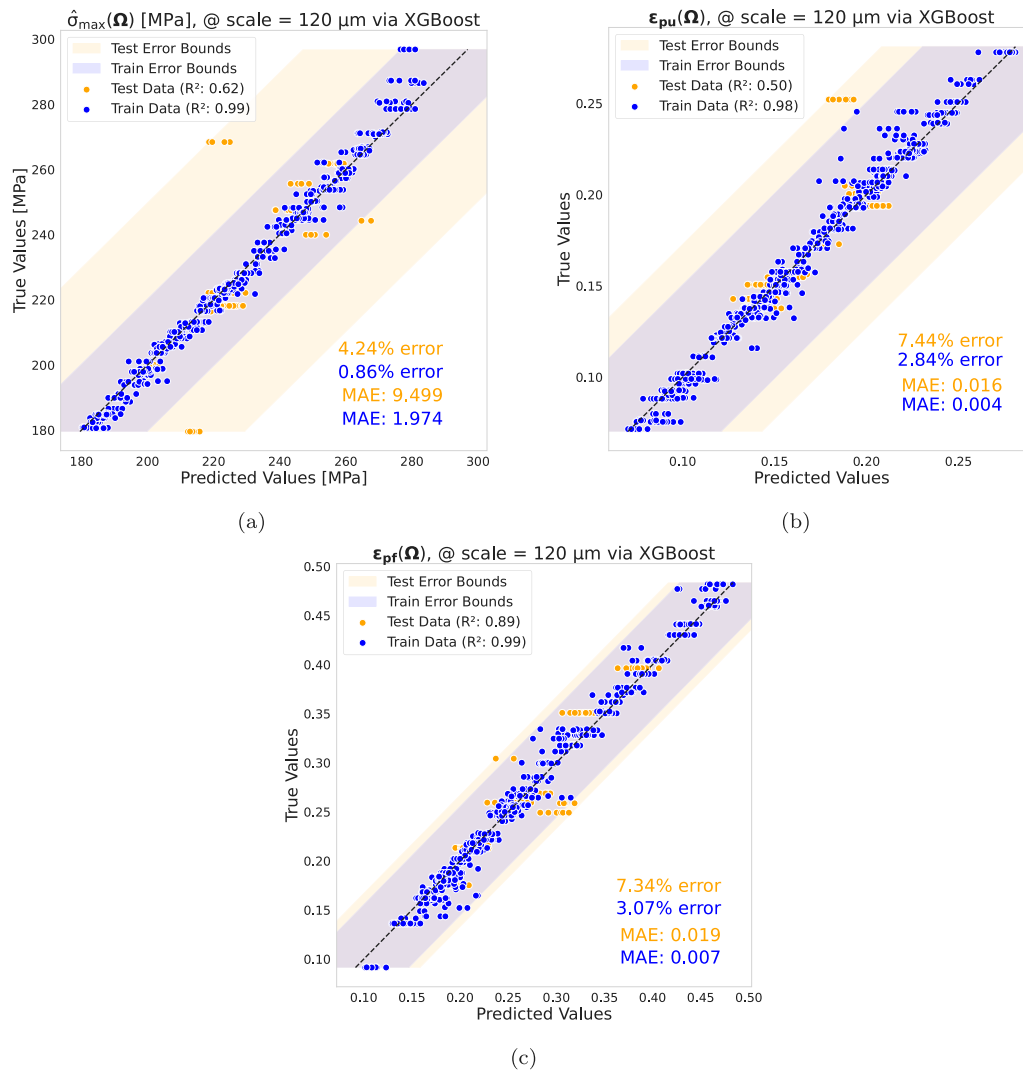 σ̂max(Ω) [MPa], @ scale = 120 µm via XGBoost
300
280
260
240
220
200
180
True Values [MPa]
Test Error Bounds
Train Error Bounds
Test Data (R²: 0.62)
Train Data (R²: 0.99)
4.24% error
0.86% error
MAE: 9.499
MAE: 1.974
180 200 220 240 260 280 300
Predicted Values [MPa]
(a)
εpu(Ω), @ scale = 120 µm via XGBoost
0.25
0.20
0.15
0.10
True Values
Test Error Bounds
Train Error Bounds
Test Data (R²: 0.50)
Train Data (R²: 0.98)
7.44% error
2.84% error
MAE: 0.016
MAE: 0.004
0.10 0.15 0.20 0.25
Predicted Values
(b)
εpf(Ω), @ scale = 120 µm via XGBoost
0.50
0.45
0.40
0.35
0.30
0.25
0.20
0.15
0.10
True Values
Test Error Bounds
Train Error Bounds
Test Data (R²: 0.89)
Train Data (R²: 0.99)
7.34% error
3.07% error
MAE: 0.019
MAE: 0.007
0.10 0.15 0.20 0.25 0.30 0.35 0.40 0.45 0.50
Predicted Values
(c)